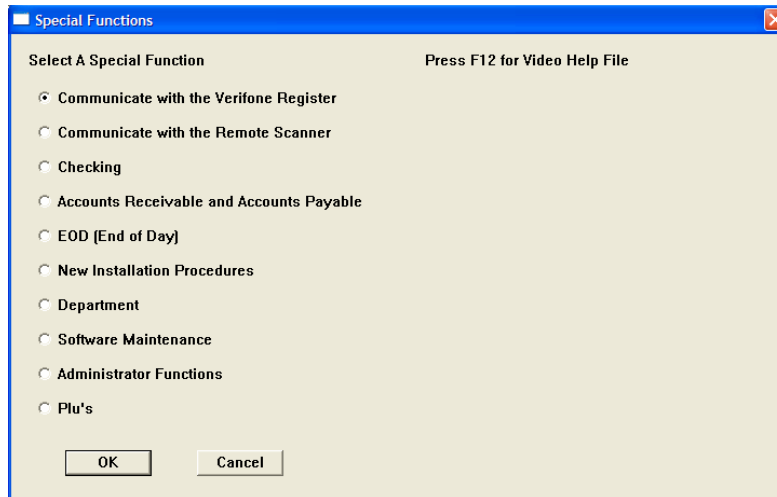 Special Functions
Select A Special Function
Press F12 for Video Help File
Communicate with the Verifone Register
Communicate with the Remote Scanner
Checking
Accounts Receivable and Accounts Payable
EOD (End of Day)
New Installation Procedures
Department
Software Maintenance
Administrator Functions
Plu's
OK
Cancel